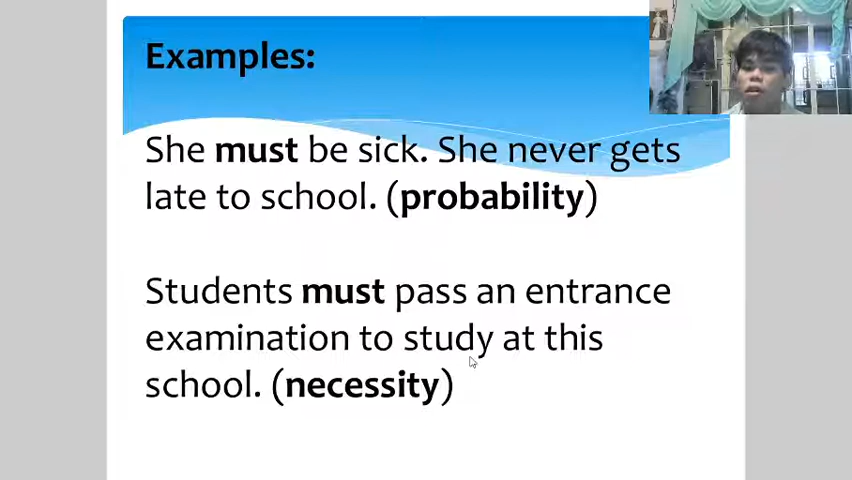 Examples:
She must be sick. She never gets
late to school. (probability)
Students must pass an entrance
examination to study at this
school. (necessity)